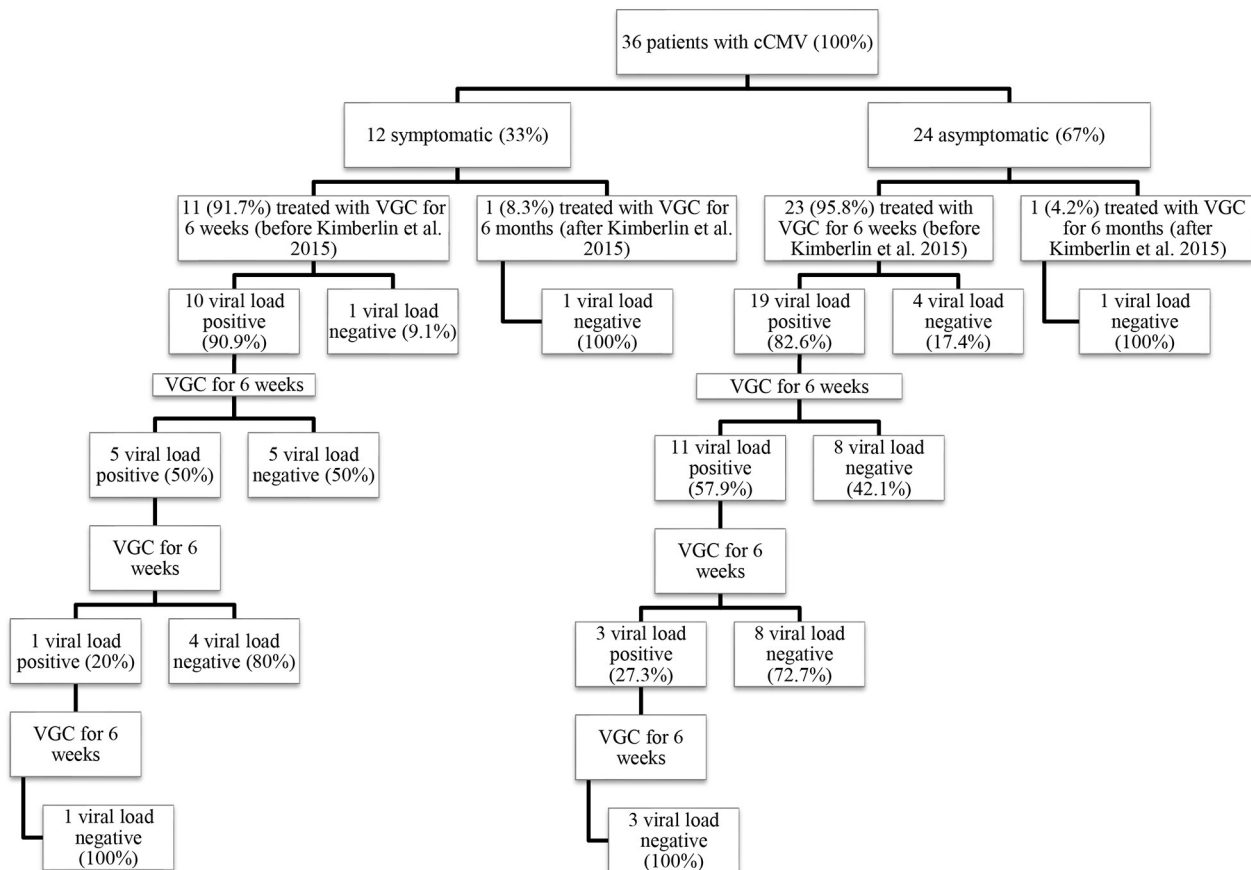 36 patients with cCMV (100%)
12 symptomatic (33%)
24 asymptomatic (67%)
11 (91.7%) treated with VGC for
6 weeks (before Kimberlin et al.
2015)
1 (8.3%) treated with VGC for
6 months (after Kimberlin et al.
2015)
23 (95.8%) treated with
VGC for 6 weeks (before
Kimberlin et al. 2015)
1 (4.2%) treated with VGC
for 6 months (after
Kimberlin et al. 2015)
10 viral load
positive
(90.9%)
1 viral load
negative (9.1%)
1 viral load
negative
(100%)
19 viral load
positive
(82.6%)
4 viral load
negative
(17.4%)
1 viral load
negative
(100%)
VGC for 6 weeks
VGC for 6 weeks
5 viral load
positive (50%)
5 viral load
negative (50%)
11 viral load
positive
(57.9%)
8 viral load
negative
(42.1%)
VGC for 6
weeks
VGC for 6
weeks
1 viral load
positive (20%)
4 viral load
negative (80%)
3 viral load
positive
(27.3%)
8 viral load
negative
(72.7%)
VGC for 6
weeks
VGC for 6
weeks
1 viral load
negative
(100%)
3 viral load
negative
(100%)